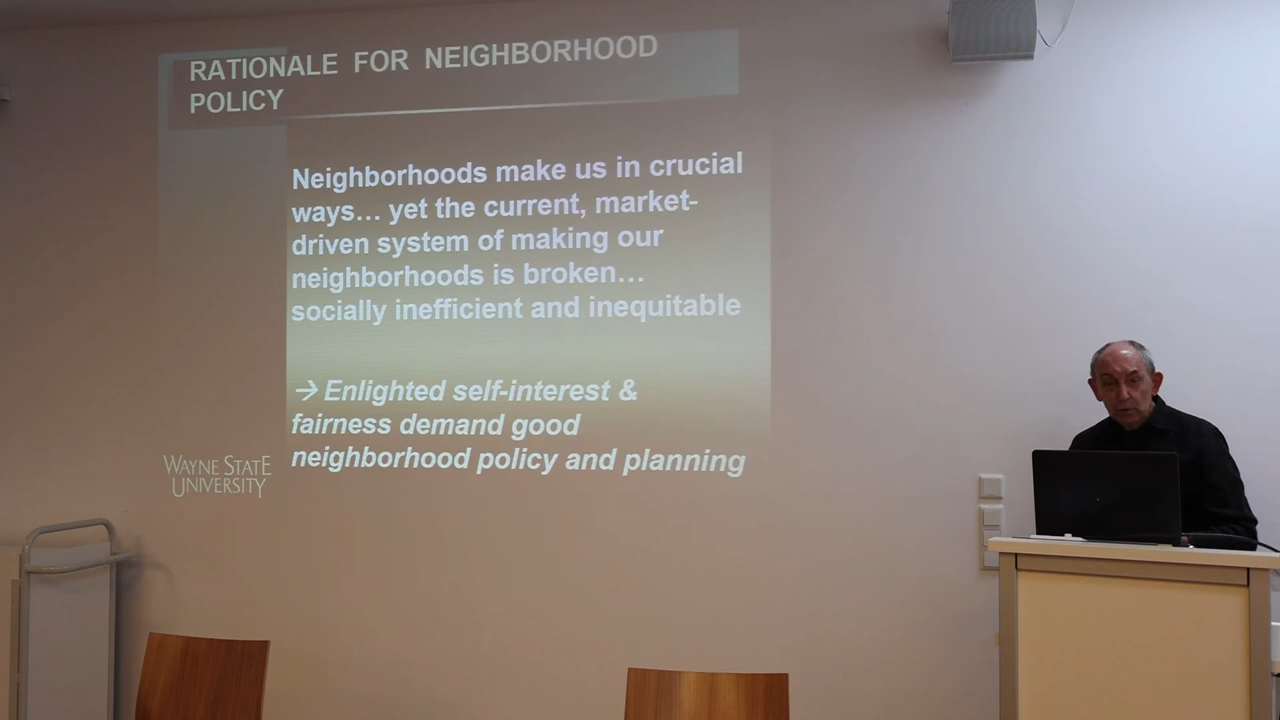 RATIONALE FOR NEIGHBORHOOD
POLICY
Neighborhoods make us in crucial
ways... yet the current, market-
driven system of making our
neighborhoods is broken...
socially inefficient and inequitable
→ Enlighted self-interest &
fairness demand good
neighborhood policy and planning
WAYNE STATE
UNIVERSITY